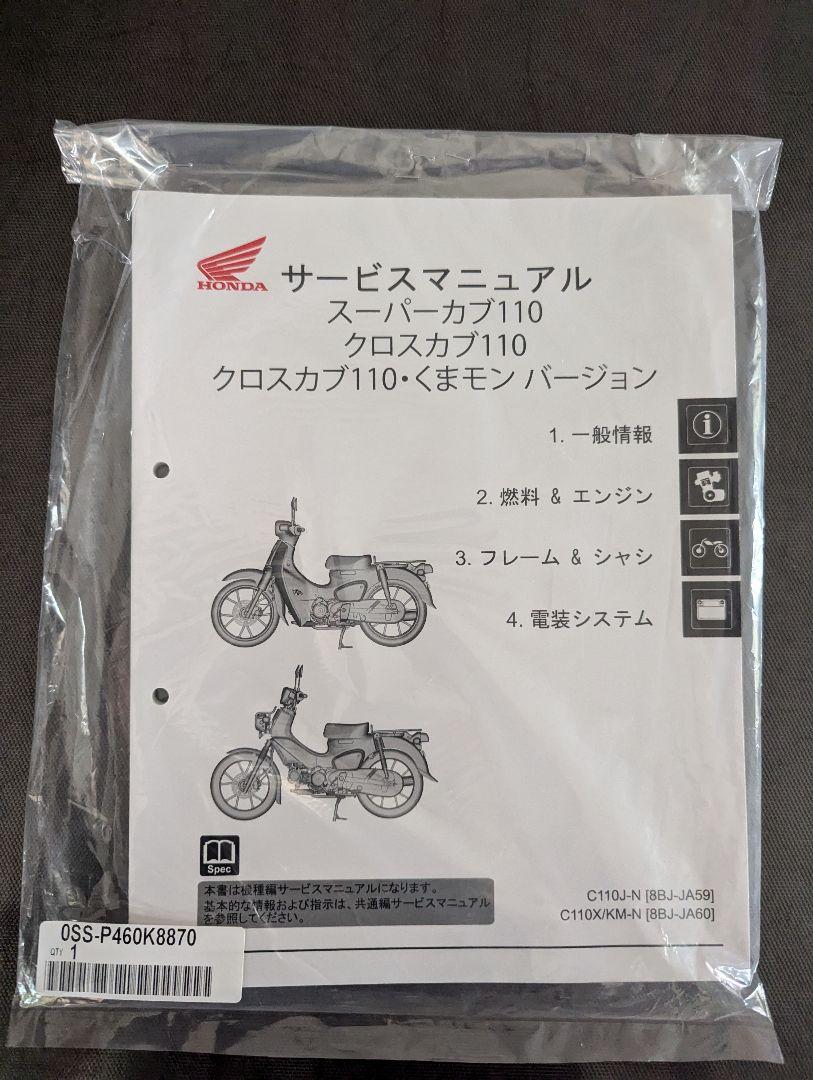 HONDA
サービスマニュアル
スーパーカブ110
クロスカブ110
クロスカブ110・くまモン バージョン
1. 一般情報
2. 燃料 & エンジン
3. フレーム & シャシ
4. 電装システム
Spec
本書は機種編サービスマニュアルになります。
基本的な情報および指示は、共通編サービスマニュアル
を参照してください。
C110J-N [8BJ-JA59]
C110X/KM-N [8BJ-JA60]
0SS-P460K8870
QTY 1